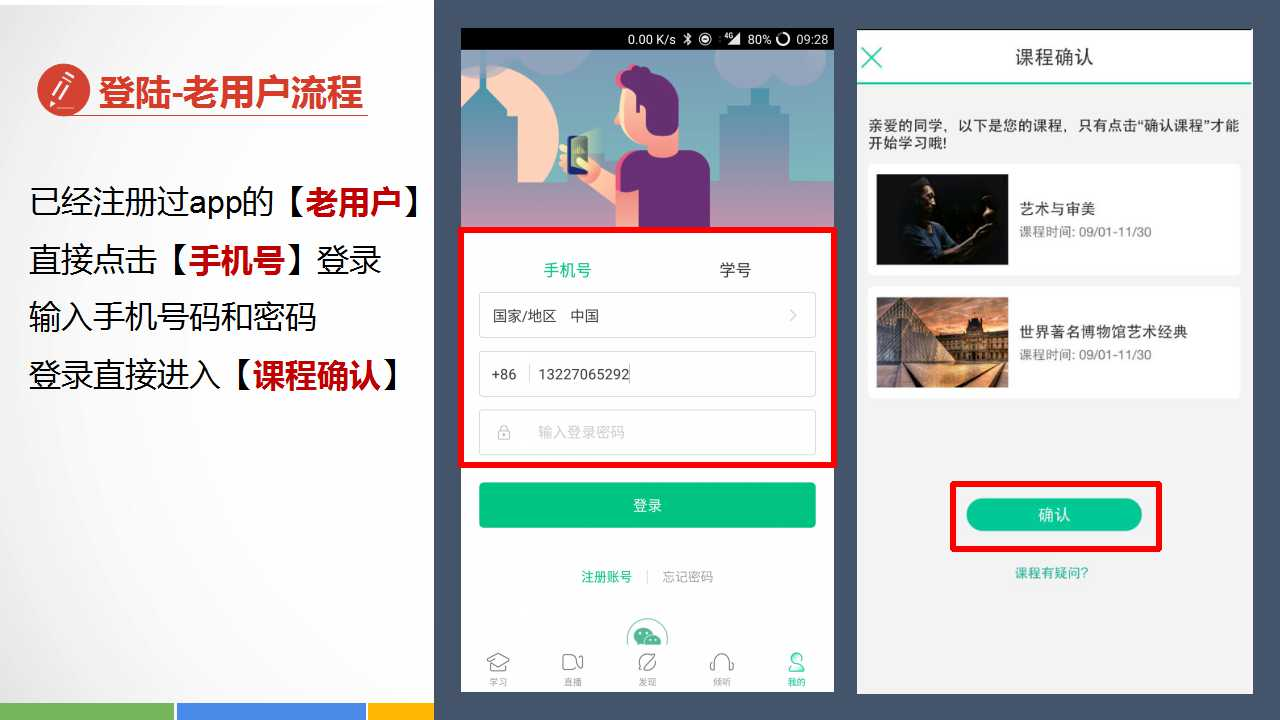 登陆-老用户流程
已经注册过app的【老用户】
直接点击【手机号】登录
输入手机号码和密码
登录直接进入【课程确认】
0.00 K/s 4G 80% 09:28
手机号 学号
国家/地区 中国
+86 13227065292
输入登录密码
登录
注册账号 忘记密码
学习 直播 发现 倾听 我的
课程确认
亲爱的同学，以下是您的课程，只有点击“确认课程”才能
开始学习哦!
艺术与审美
课程时间: 09/01-11/30
世界著名博物馆艺术经典
课程时间: 09/01-11/30
确认
课程有疑问?